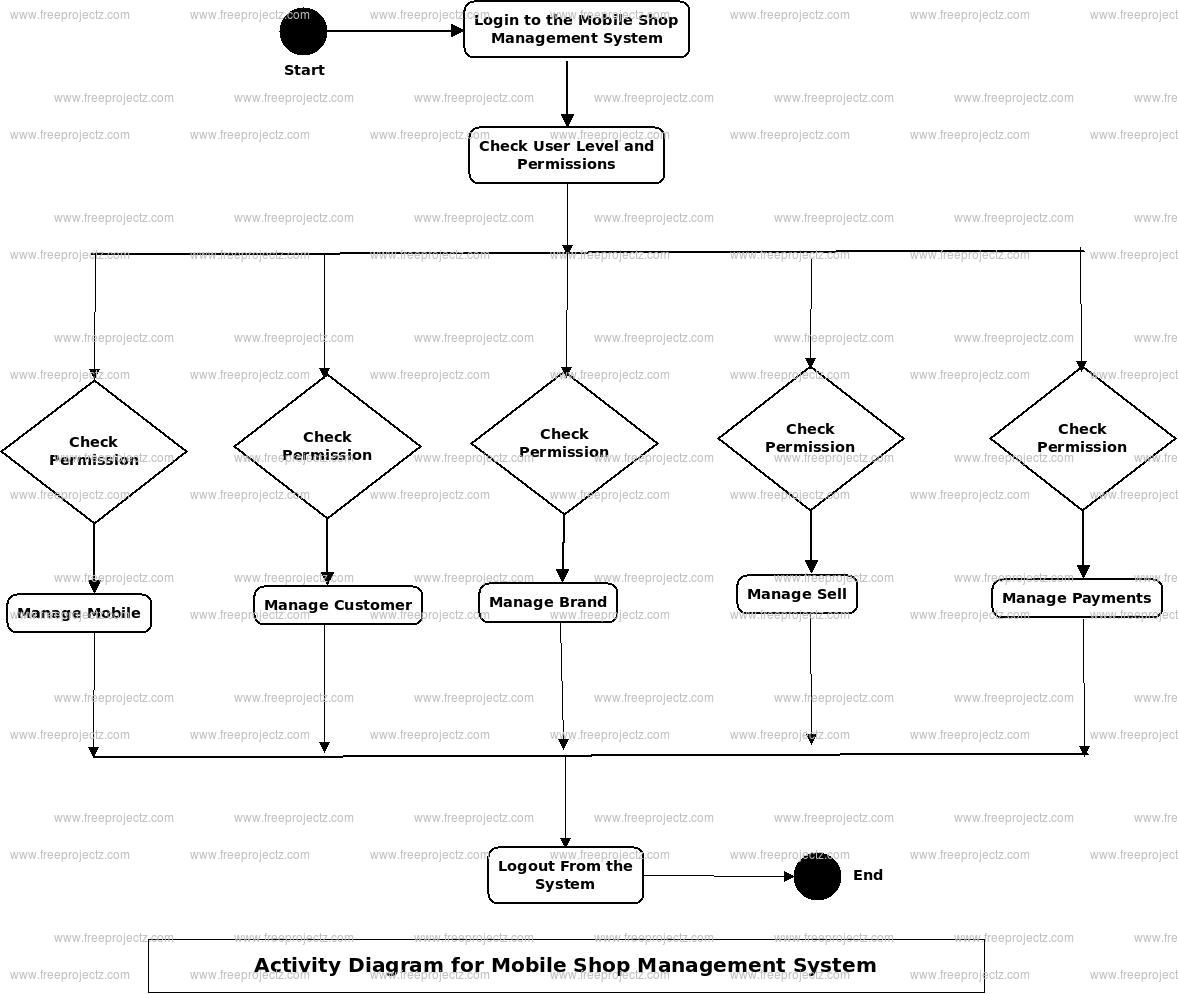 Login to the Mobile Shop
Management System
Start
Check User Level and
Permissions
Check
Permission
Check
Permission
Check
Permission
Check
Permission
Check
Permission
Manage Mobile
Manage Customer
Manage Brand
Manage Sell
Manage Payments
Logout From the
System
End
Activity Diagram for Mobile Shop Management System
www.freeprojectz.com